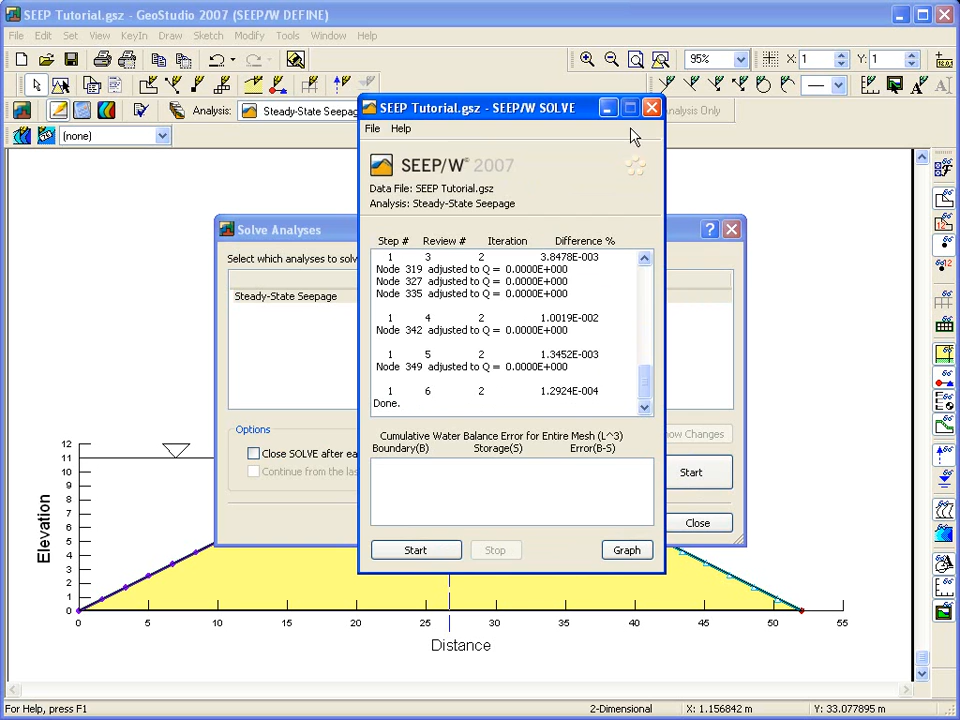 SEEP Tutorial.gsz - GeoStudio 2007 (SEEP/W DEFINE)
File Edit Set View KeyIn Draw Sketch Modify Tools Window Help
95% X: 1 Y: 1
Analysis: Steady-State Seepag
nalysis Only
(none)
SEEP Tutorial.gsz - SEEP/W SOLVE
File Help
SEEP/W 2007
Data File: SEEP Tutorial.gsz
Analysis: Steady-State Seepage
Step # Review # Iteration Difference %
1 3 2 3.8478E-003
Node 319 adjusted to Q = 0.0000E+000
Node 327 adjusted to Q = 0.0000E+000
Node 335 adjusted to Q = 0.0000E+000
1 4 2 1.0019E-002
Node 342 adjusted to Q = 0.0000E+000
1 5 2 1.3452E-003
Node 349 adjusted to Q = 0.0000E+000
1 6 2 1.2924E-004
Done.
Cumulative Water Balance Error for Entire Mesh (L^3)
Boundary(B) Storage(S) Error(B-S)
Start Stop Graph
Solve Analyses
Select which analyses to solv
Steady-State Seepage
Options
Close SOLVE after ea
Continue from the las
ow Changes
Start
Close
Elevation
12
11
10
9
8
7
6
5
4
3
2
1
0
0 5 10 15 20 25 30 35 40 45 50 55
Distance
For Help, press F1
2-Dimensional X: 1.156842 m Y: 33.077895 m